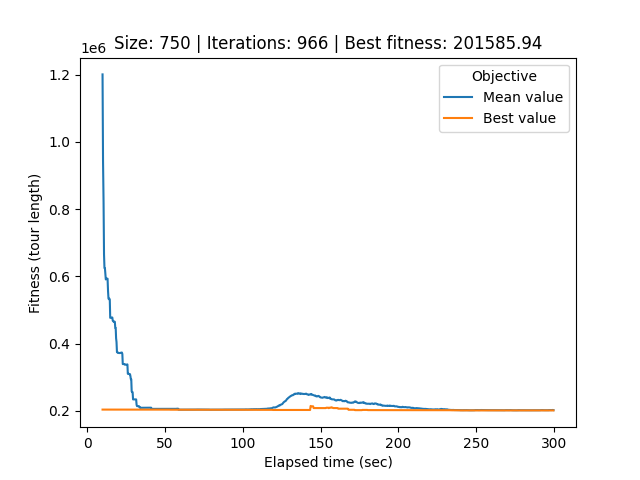 Size: 750 | Iterations: 966 | Best fitness: 201585.94
1e6
Objective
Mean value
Best value
1.2
1.0
0.8
0.6
0.4
0.2
Fitness (tour length)
0 50 100 150 200 250 300
Elapsed time (sec)